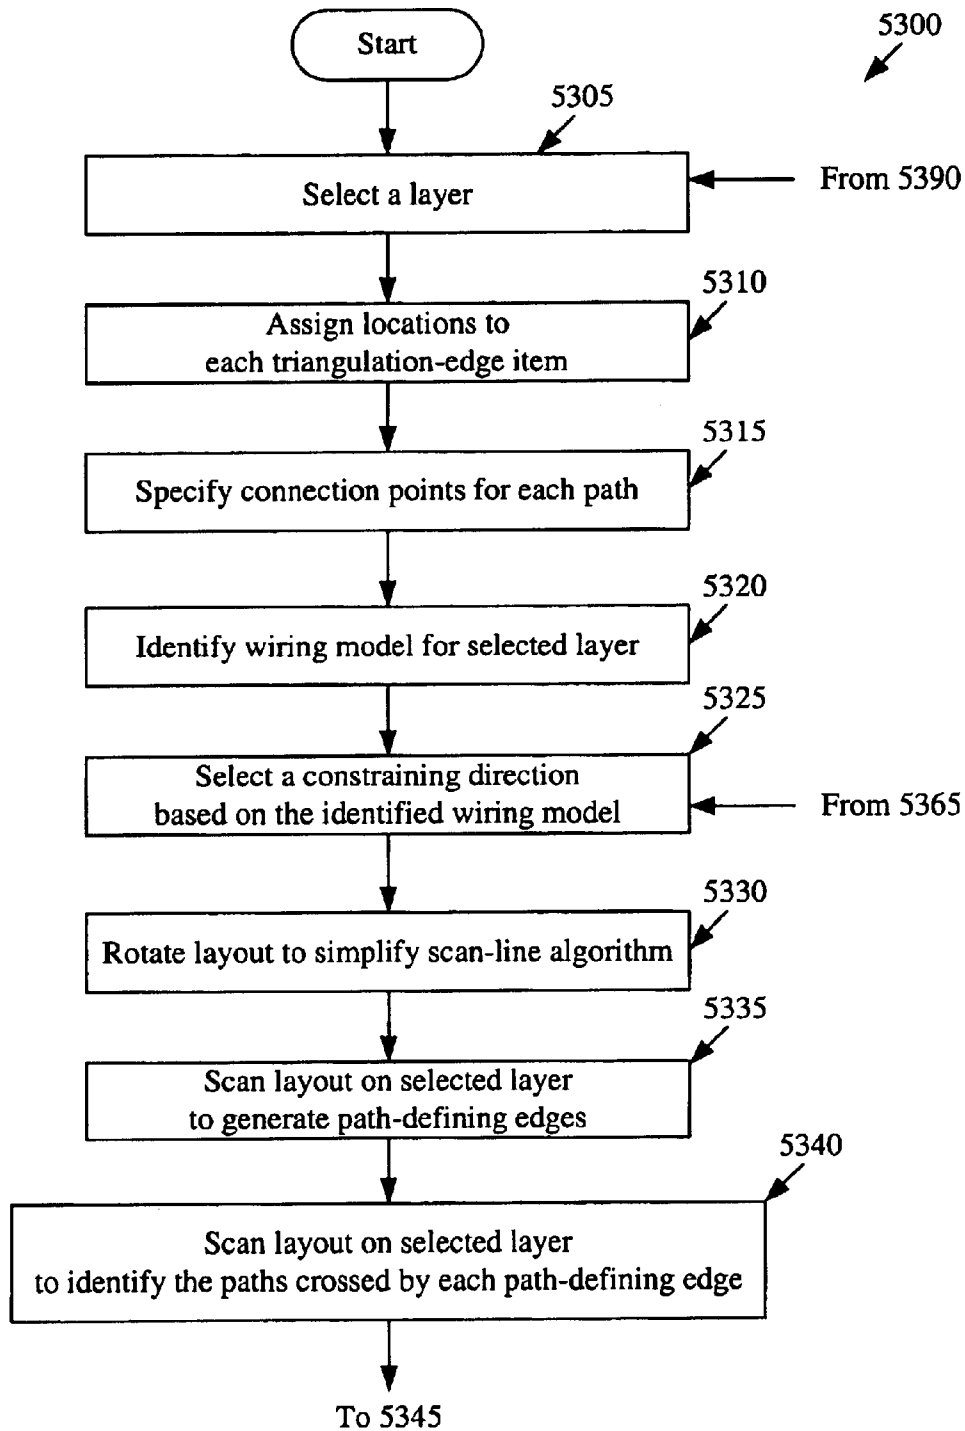 Start
5300
5305
Select a layer
From 5390
5310
Assign locations to
each triangulation-edge item
5315
Specify connection points for each path
5320
Identify wiring model for selected layer
5325
Select a constraining direction
based on the identified wiring model
From 5365
5330
Rotate layout to simplify scan-line algorithm
5335
Scan layout on selected layer
to generate path-defining edges
5340
Scan layout on selected layer
to identify the paths crossed by each path-defining edge
To 5345